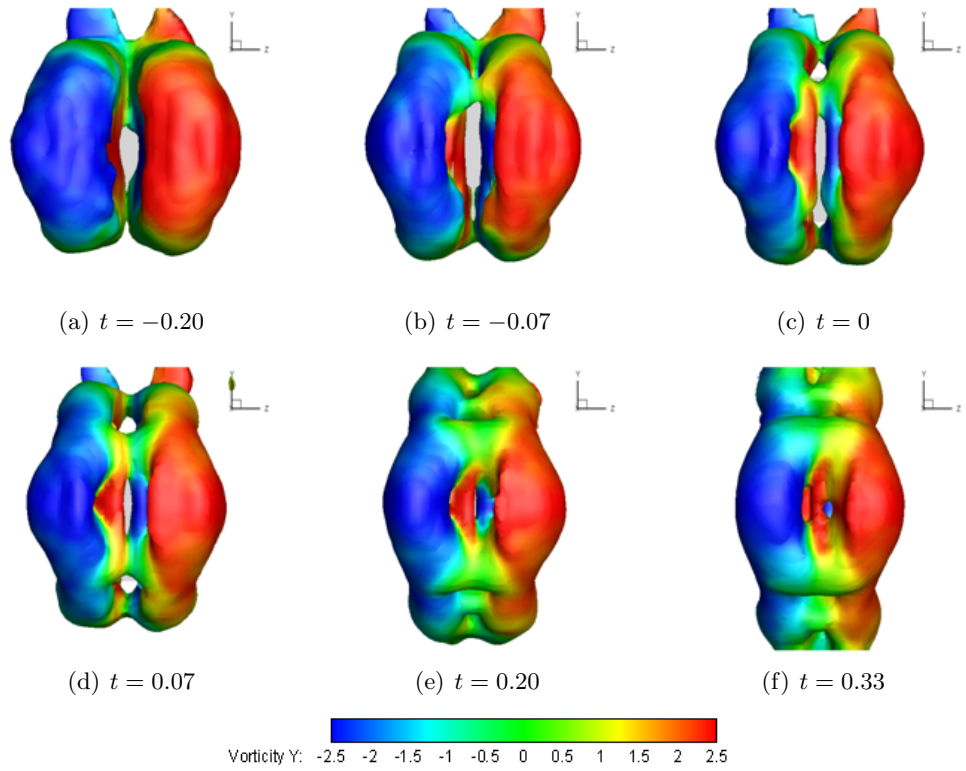 Y
Z
Y
Z
Y
Z
(a) t = −0.20
(b) t = −0.07
(c) t = 0
Y
Z
Y
Z
Y
Z
(d) t = 0.07
(e) t = 0.20
(f) t = 0.33
Vorticity Y: -2.5 -2 -1.5 -1 -0.5 0 0.5 1 1.5 2 2.5